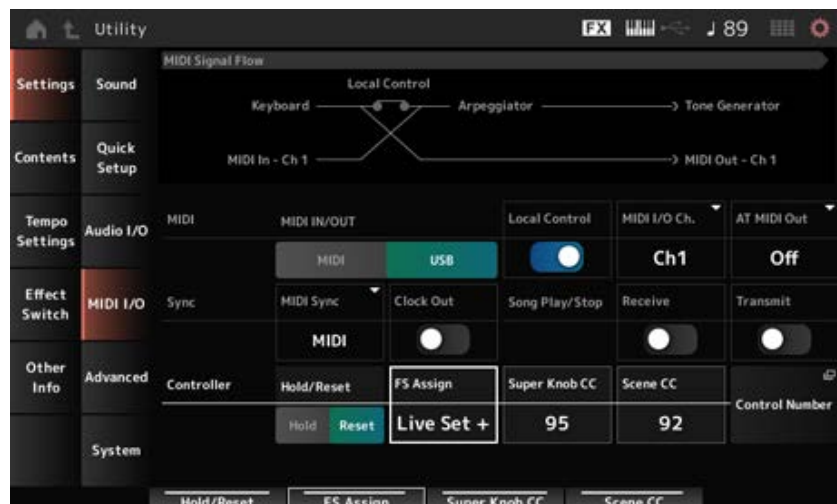 Utility
FX
♩ 89
Settings
Sound
Contents
Quick
Setup
Tempo
Settings
Audio I/O
Effect
Switch
MIDI I/O
Other
Info
Advanced
System
MIDI Signal Flow
Local Control
Keyboard
Arpeggiator
Tone Generator
MIDI In - Ch 1
MIDI Out - Ch 1
MIDI
MIDI IN/OUT
MIDI
USB
Local Control
MIDI I/O Ch.
Ch1
AT MIDI Out
Off
Sync
MIDI Sync
MIDI
Clock Out
Song Play/Stop
Receive
Transmit
Controller
Hold/Reset
Hold
Reset
FS Assign
Live Set +
Super Knob CC
95
Scene CC
92
Control Number
Hold/Reset
FS Assign
Super Knob CC
Scene CC